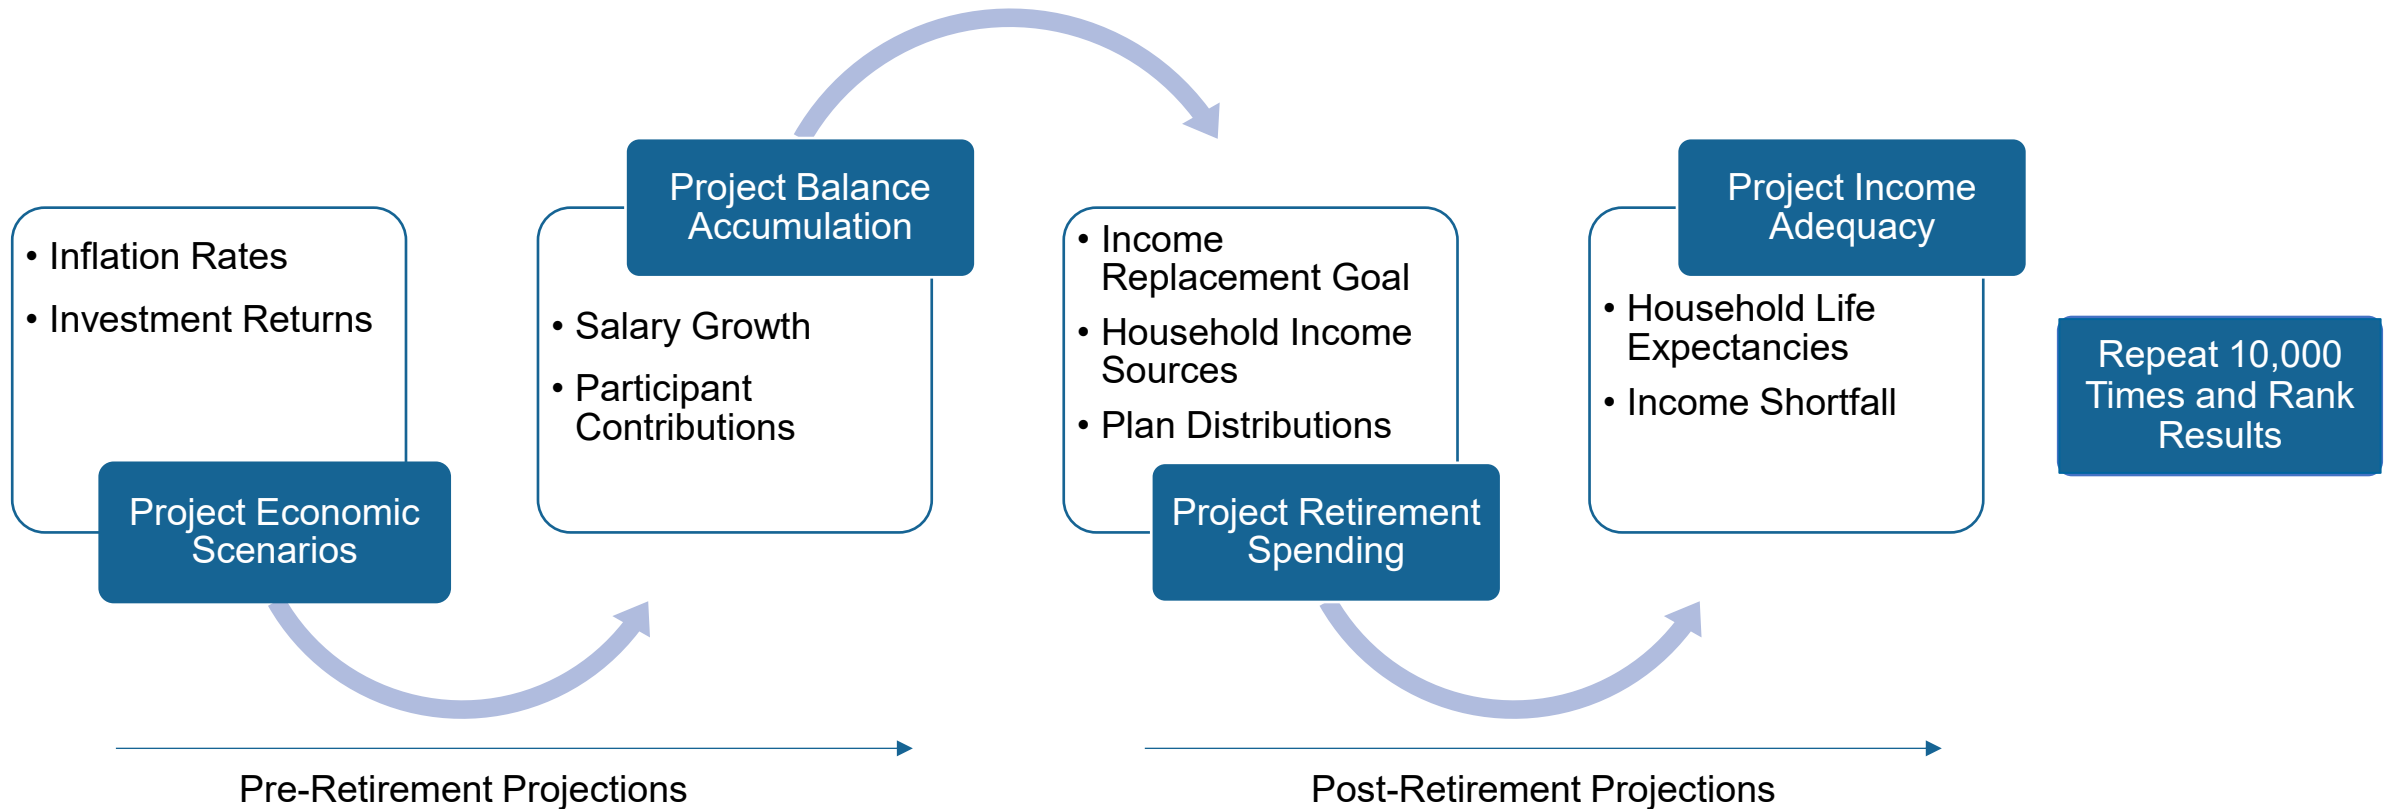 • Inflation Rates
• Investment Returns
Project Economic
Scenarios
Project Balance
Accumulation
• Salary Growth
• Participant
Contributions
• Income
Replacement Goal
• Household Income
Sources
• Plan Distributions
Project Retirement
Spending
Project Income
Adequacy
• Household Life
Expectancies
• Income Shortfall
Repeat 10,000
Times and Rank
Results
Pre-Retirement Projections
Post-Retirement Projections